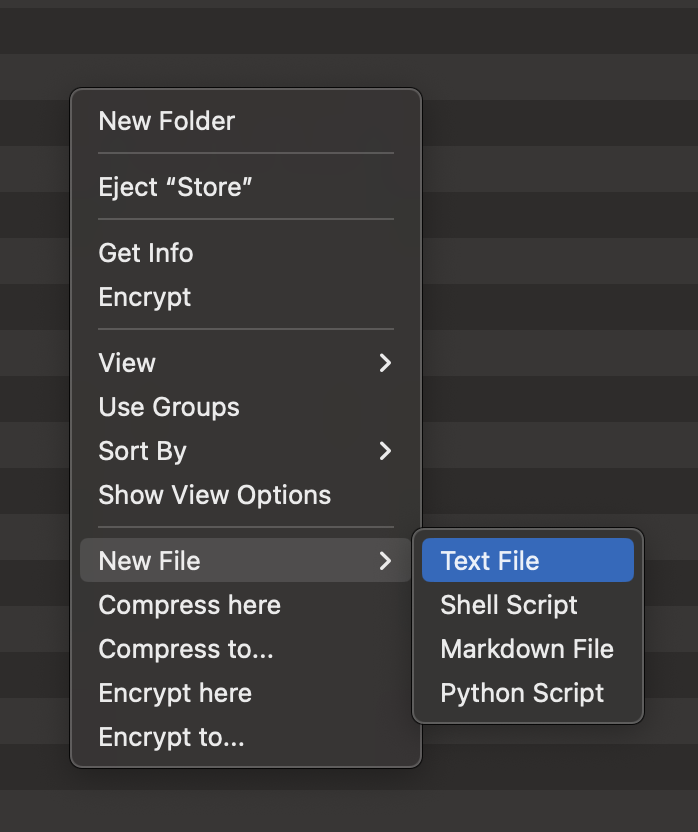 New Folder
Eject “Store”
Get Info
Encrypt
View
Use Groups
Sort By
Show View Options
New File
Compress here
Compress to...
Encrypt here
Encrypt to...
Text File
Shell Script
Markdown File
Python Script